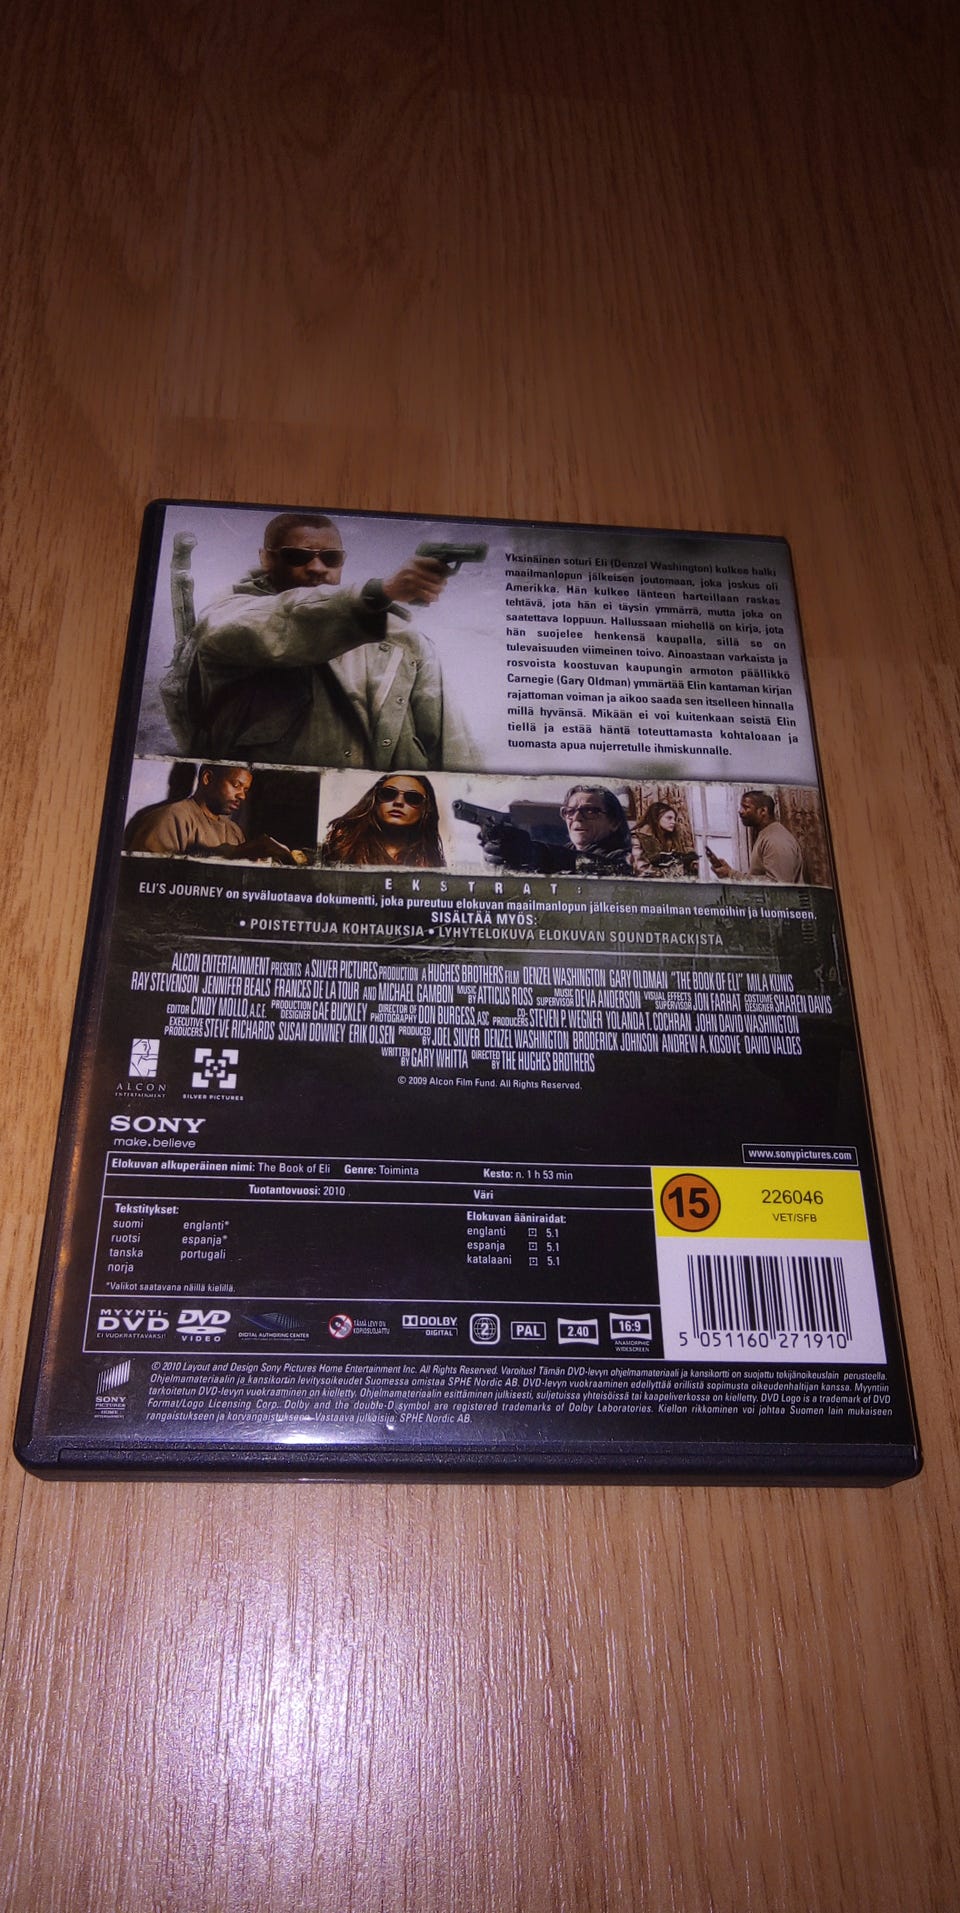 Yksinäinen soturi Eli (Denzel Washington) kulkee halki
maailmanlopun jälkeisen joutomaan, joka joskus oli
Amerikka. Hän kulkee länteen harteillaan raskas
tehtävä, jota hän ei täysin ymmärrä, mutta joka on
saatettava loppuun. Hallussaan miehellä on kirja, jota
hän suojelee henkensä kaupalla, sillä se on
tulevaisuuden viimeinen toivo. Ainoastaan varkaista ja
rosvoista koostuvan kaupungin armoton päällikkö
Carnegie (Gary Oldman) ymmärtää Elin kantaman kirjan
rajattoman voiman ja aikoo saada sen itselleen hinnalla
millä hyvänsä. Mikään ei voi kuitenkaan seistä Elin
tiellä ja estää häntä toteuttamasta kohtaloaan ja
tuomasta apua nujerretulle ihmiskunnalle.
EKSTRAT:
ELI'S JOURNEY on syväluotaava dokumentti, joka pureutuu elokuvan maailmanlopun jälkeisen maailman teemoihin ja luomiseen.
SISÄLTÄÄ MYÖS:
• POISTETTUJA KOHTAUKSIA • LYHYTELOKUVA ELOKUVAN SOUNDTRACKISTA
ALCON ENTERTAINMENT PRESENTS A SILVER PICTURES PRODUCTION A HUGHES BROTHERS FILM DENZEL WASHINGTON GARY OLDMAN "THE BOOK OF ELI" MILA KUNIS
RAY STEVENSON JENNIFER BEALS FRANCES DE LA TOUR AND MICHAEL GAMBON MUSIC BY ATTICUS ROSS MUSIC SUPERVISOR DEVA ANDERSON VISUAL EFFECTS SUPERVISOR JON FARHAT COSTUME DESIGNER SHAREN DAVIS
EDITOR CINDY MOLLO, A.C.E. PRODUCTION DESIGNER GAE BUCKLEY DIRECTOR OF PHOTOGRAPHY DON BURGESS, ASC CO-PRODUCERS STEVEN P. WEGNER YOLANDA T. COCHRAN JOHN DAVID WASHINGTON
EXECUTIVE PRODUCERS STEVE RICHARDS SUSAN DOWNEY ERIK OLSEN PRODUCED BY JOEL SILVER DENZEL WASHINGTON BRODERICK JOHNSON ANDREW A. KOSOVE DAVID VALDES
WRITTEN BY GARY WHITTA DIRECTED BY THE HUGHES BROTHERS
© 2009 Alcon Film Fund. All Rights Reserved.
ALCON
ENTERTAINMENT
SILVER PICTURES
SONY
make.believe
www.sonypictures.com
Elokuvan alkuperäinen nimi: The Book of Eli Genre: Toiminta Kesto: n. 1 h 53 min
Tuotantovuosi: 2010 Väri
Tekstitykset:
suomi englanti*
ruotsi espanja*
tanska portugali
norja
*Valikot saatavana näillä kielillä.
Elokuvan ääniraidat:
englanti 5.1
espanja 5.1
katalaani 5.1
15
226046
VET/SFB
MYYNTI-
DVD
EI VUOKRATTAVAKSI!
DVD
VIDEO
DIGITAL AUTHORING CENTER
TÄMÄ LEVY ON
KOPIOSUOJATTU
DOLBY
DIGITAL
2
PAL
2.40
16:9
ANAMORPHIC
WIDESCREEN
5 051160 271910
SONY
PICTURES
HOME
ENTERTAINMENT
© 2010 Layout and Design Sony Pictures Home Entertainment Inc. All Rights Reserved. Varoitus! Tämän DVD-levyn ohjelmamateriaali ja kansikortti on suojattu tekijänoikeuslain perusteella.
Ohjelmamateriaalin ja kansikortin levitysoikeudet Suomessa omistaa SPHE Nordic AB. DVD-levyn vuokraaminen edellyttää erillistä sopimusta oikeudenhaltijan kanssa. Myyntiin
tarkoitetun DVD-levyn vuokraaminen on kielletty. Ohjelmamateriaalin esittäminen julkisesti, suljetuissa yhteisöissä tai kaapeliverkossa on kielletty. DVD Logo is a trademark of DVD
Format/Logo Licensing Corp.. Dolby and the double-D symbol are registered trademarks of Dolby Laboratories. Kiellon rikkominen voi johtaa Suomen lain mukaiseen
rangaistukseen ja korvangaistukseen. Vastaava julkaisija: SPHE Nordic AB.